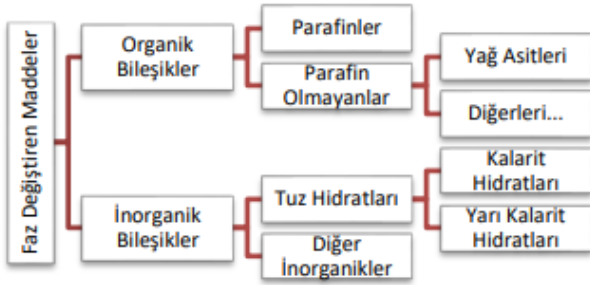 Faz Değiştiren Maddeler
Organik
Bileşikler
Parafinler
Parafin
Olmayanlar
Yağ Asitleri
Diğerleri...
İnorganik
Bileşikler
Tuz Hidratları
Kalarit
Hidratları
Yarı Kalarit
Hidratları
Diğer
İnorganikler